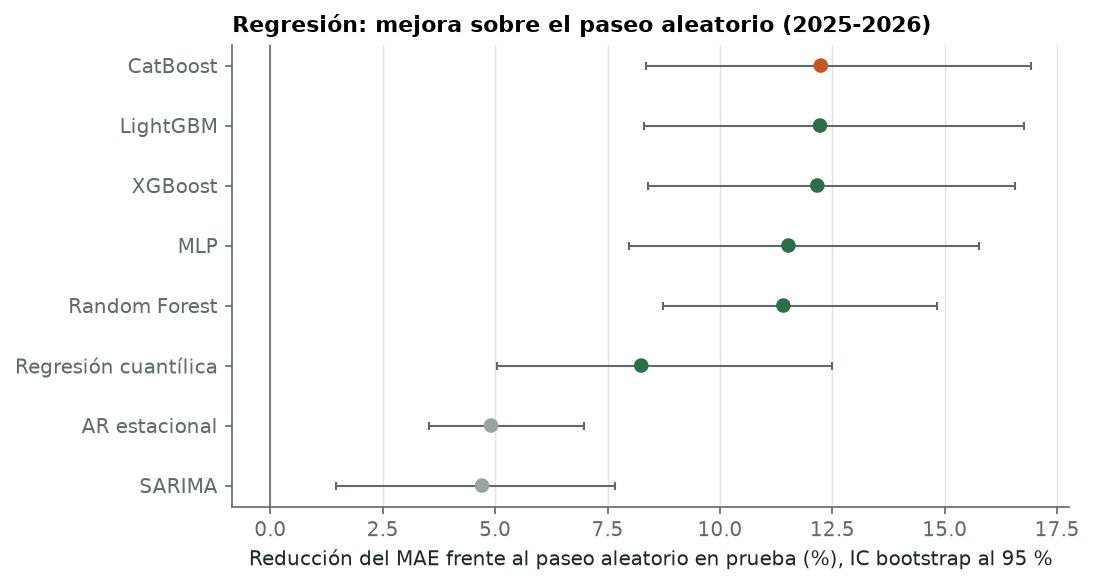 Regresión: mejora sobre el paseo aleatorio (2025-2026)
CatBoost
LightGBM
XGBoost
MLP
Random Forest
Regresión cuantílica
AR estacional
SARIMA
0.0 2.5 5.0 7.5 10.0 12.5 15.0 17.5
Reducción del MAE frente al paseo aleatorio en prueba (%), IC bootstrap al 95 %